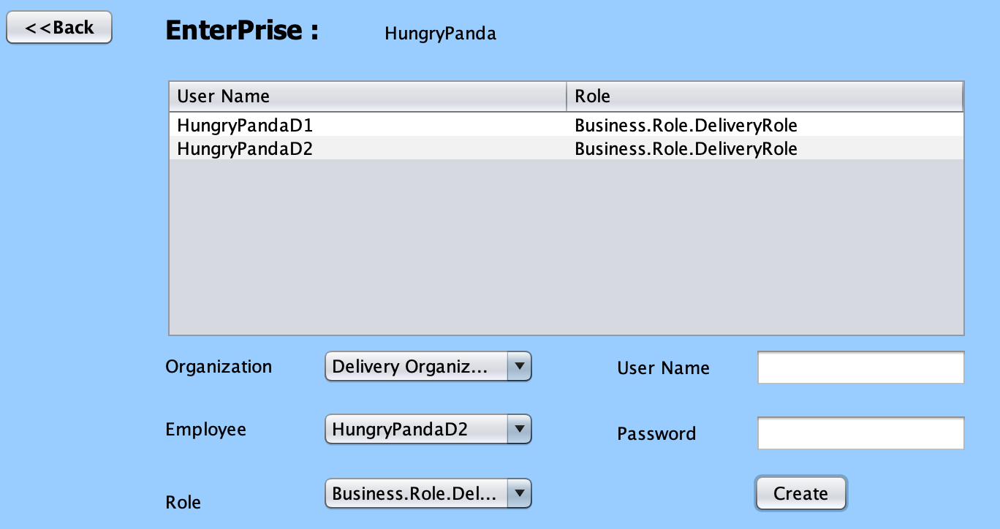 <<Back
EnterPrise :
HungryPanda
User Name Role
HungryPandaD1 Business.Role.DeliveryRole
HungryPandaD2 Business.Role.DeliveryRole
Organization Delivery Organiz... User Name
Employee HungryPandaD2 Password
Role Business.Role.Del... Create